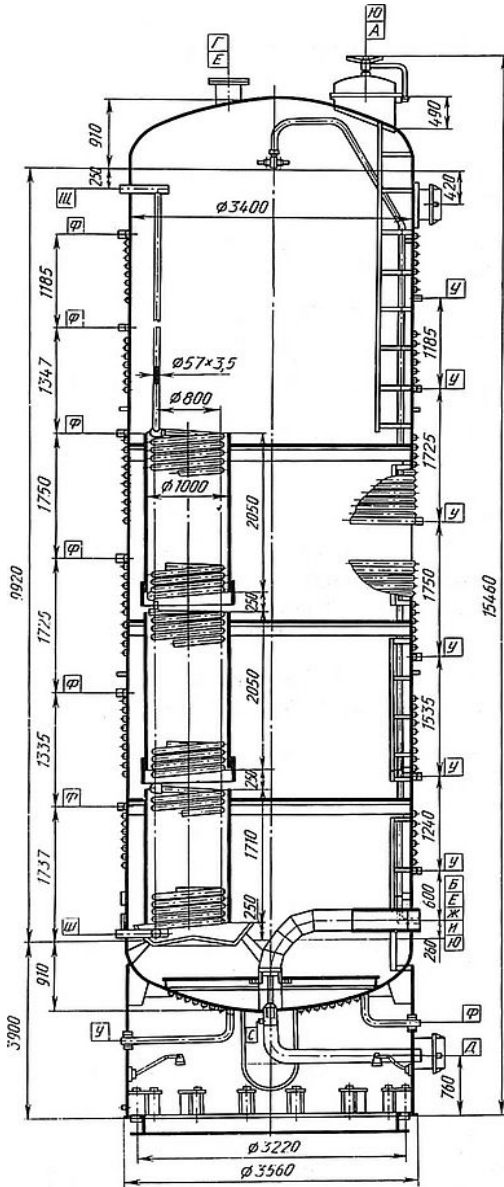 Ю
А
Г
Е
910
490
250
420
Щ
Ø3400
Ф
У
1185
Ф
1185
У
1347
Ø57×3,5
Ø800
Ф
1725
Ø1000
1750
2050
У
Ф
9920
250
1750
15460
1725
2050
У
Ф
1535
1335
250
У
Ф
1710
1240
1737
У
250
600
Б
Е
Ж
И
Ю
Ш
260
910
3900
У
С
Ф
Д
760
Ø3220
Ø3560